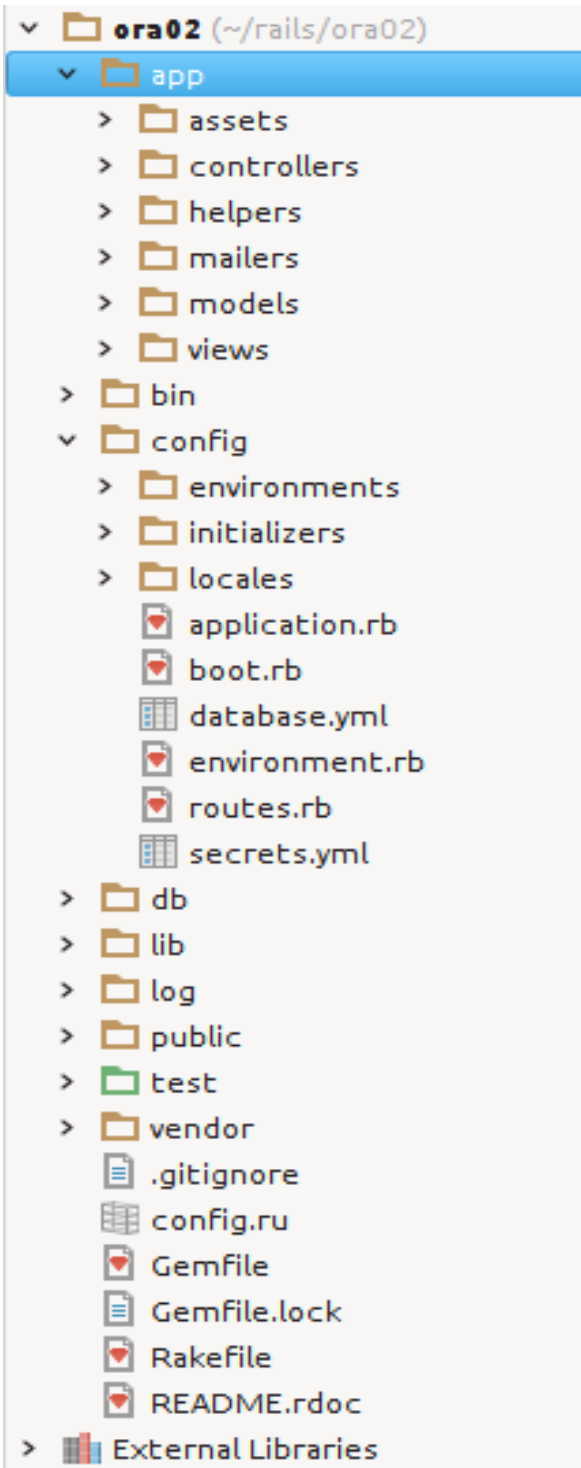 ora02 (~/rails/ora02)
app
assets
controllers
helpers
mailers
models
views
bin
config
environments
initializers
locales
application.rb
boot.rb
database.yml
environment.rb
routes.rb
secrets.yml
db
lib
log
public
test
vendor
.gitignore
config.ru
Gemfile
Gemfile.lock
Rakefile
README.rdoc
External Libraries